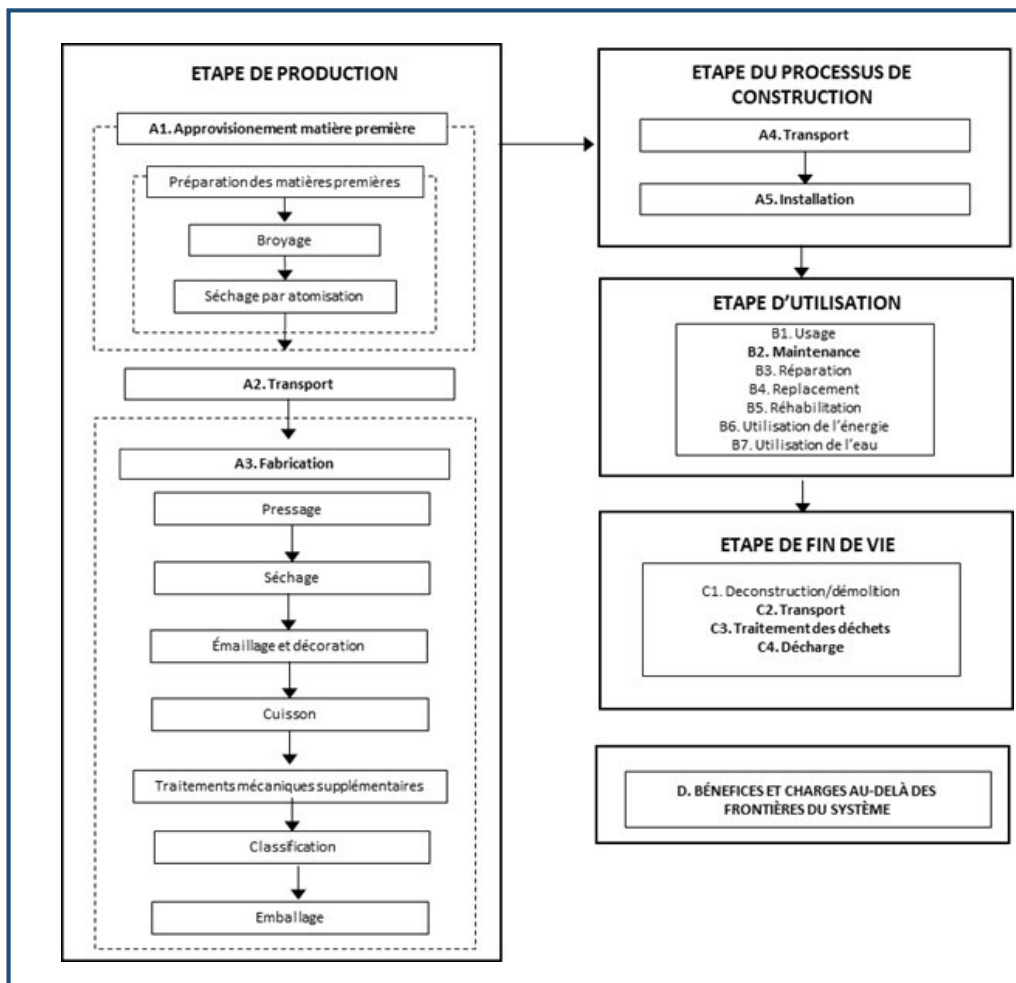 ETAPE DE PRODUCTION
A1. Approvisionement matière première
Préparation des matières premières
Broyage
Séchage par atomisation
A2. Transport
A3. Fabrication
Pressage
Séchage
Émaillage et décoration
Cuisson
Traitements mécaniques supplémentaires
Classification
Emballage
ETAPE DU PROCESSUS DE
CONSTRUCTION
A4. Transport
A5. Installation
ETAPE D'UTILISATION
B1. Usage
B2. Maintenance
B3. Réparation
B4. Replacement
B5. Réhabilitation
B6. Utilisation de l'énergie
B7. Utilisation de l'eau
ETAPE DE FIN DE VIE
C1. Deconstruction/démolition
C2. Transport
C3. Traitement des déchets
C4. Décharge
D. BÉNEFICES ET CHARGES AU-DELÀ DES
FRONTIÈRES DU SYSTÈME